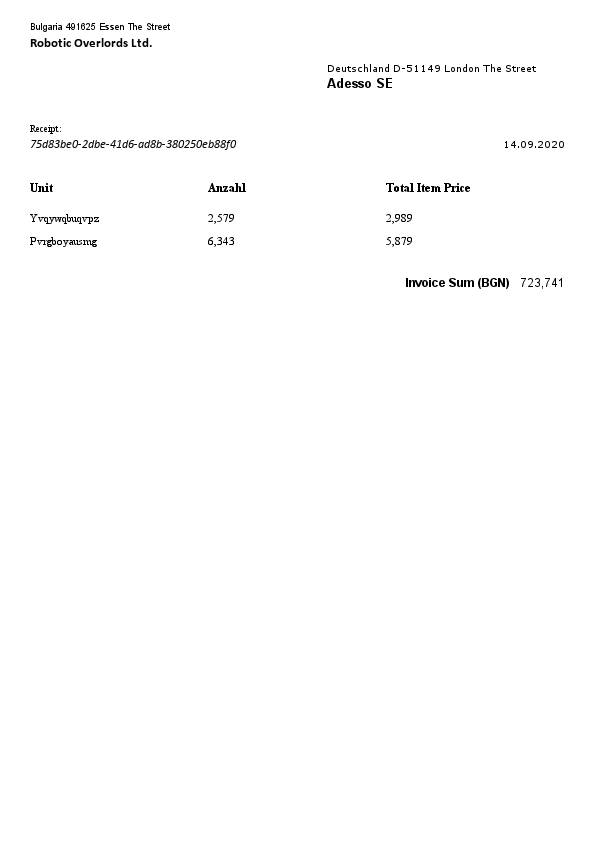 Bulgaria 491625 Essen The Street
Robotic Overlords Ltd.
Deutschland D-51149 London The Street
Adesso SE
Receipt:
75d83be0-2dbe-41d6-ad8b-380250eb88f0 14.09.2020
Unit Anzahl Total Item Price
Yvqywqbuqvpz 2,579 2,989
Pvrgboyausmg 6,343 5,879
Invoice Sum (BGN) 723,741